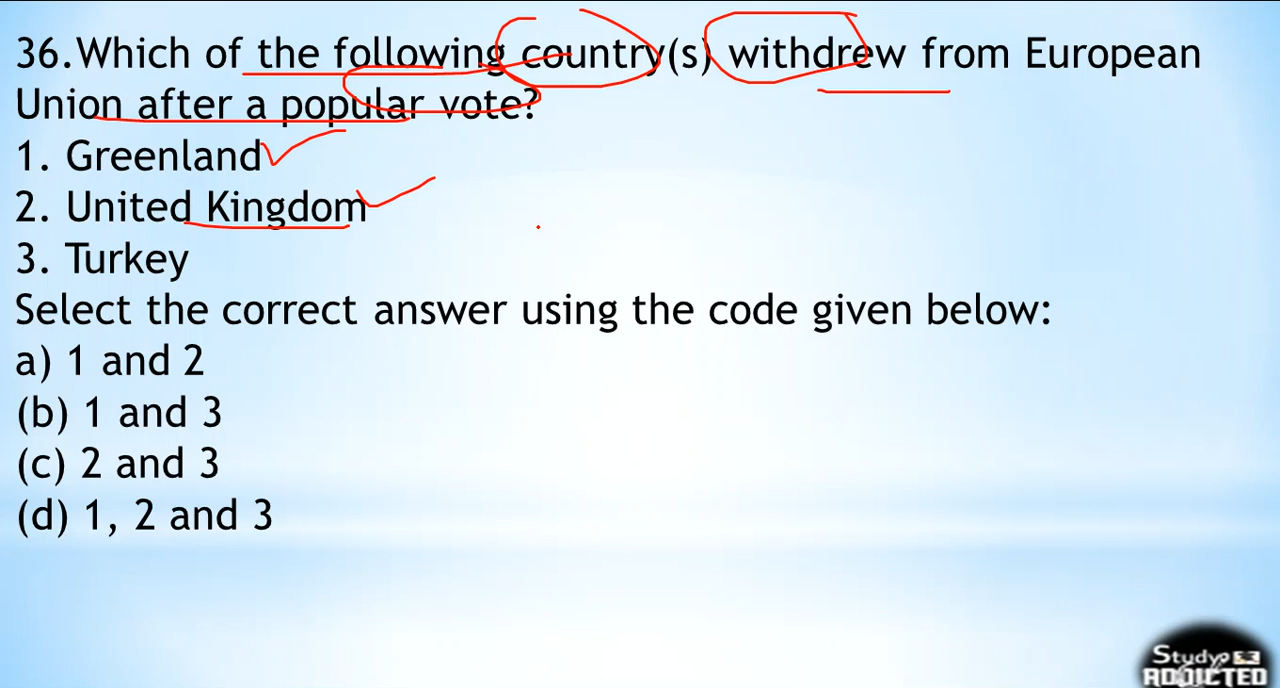 36.Which of the following country(s) withdrew from European
Union after a popular vote?
1. Greenland
2. United Kingdom
3. Turkey
Select the correct answer using the code given below:
a) 1 and 2
(b) 1 and 3
(c) 2 and 3
(d) 1, 2 and 3
Study
ADDICTED